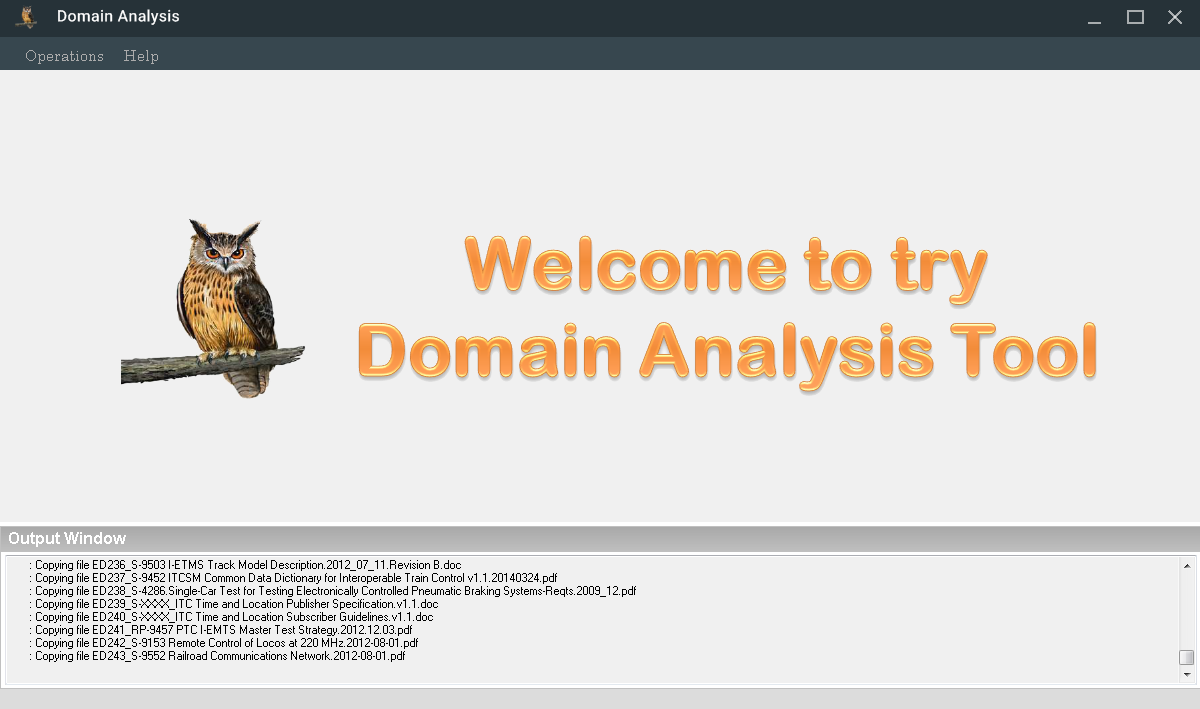 Domain Analysis
Operations Help
Welcome to try
Domain Analysis Tool
Output Window
: Copying file ED236_S-9503 I-ETMS Track Model Description.2012_07_11.Revision B.doc
: Copying file ED237_S-9452 ITCSM Common Data Dictionary for Interoperable Train Control v1.1.20140324.pdf
: Copying file ED238_S-4286.Single-Car Test for Testing Electronically Controlled Pneumatic Braking Systems-Reqts.2009_12.pdf
: Copying file ED239_S-XXXX_ITC Time and Location Publisher Specification.v1.1.doc
: Copying file ED240_S-XXXX_ITC Time and Location Subscriber Guidelines.v1.1.doc
: Copying file ED241_RP-9457 PTC I-EMTS Master Test Strategy.2012.12.03.pdf
: Copying file ED242_S-9153 Remote Control of Locos at 220 MHz.2012-08-01.pdf
: Copying file ED243_S-9552 Railroad Communications Network.2012-08-01.pdf